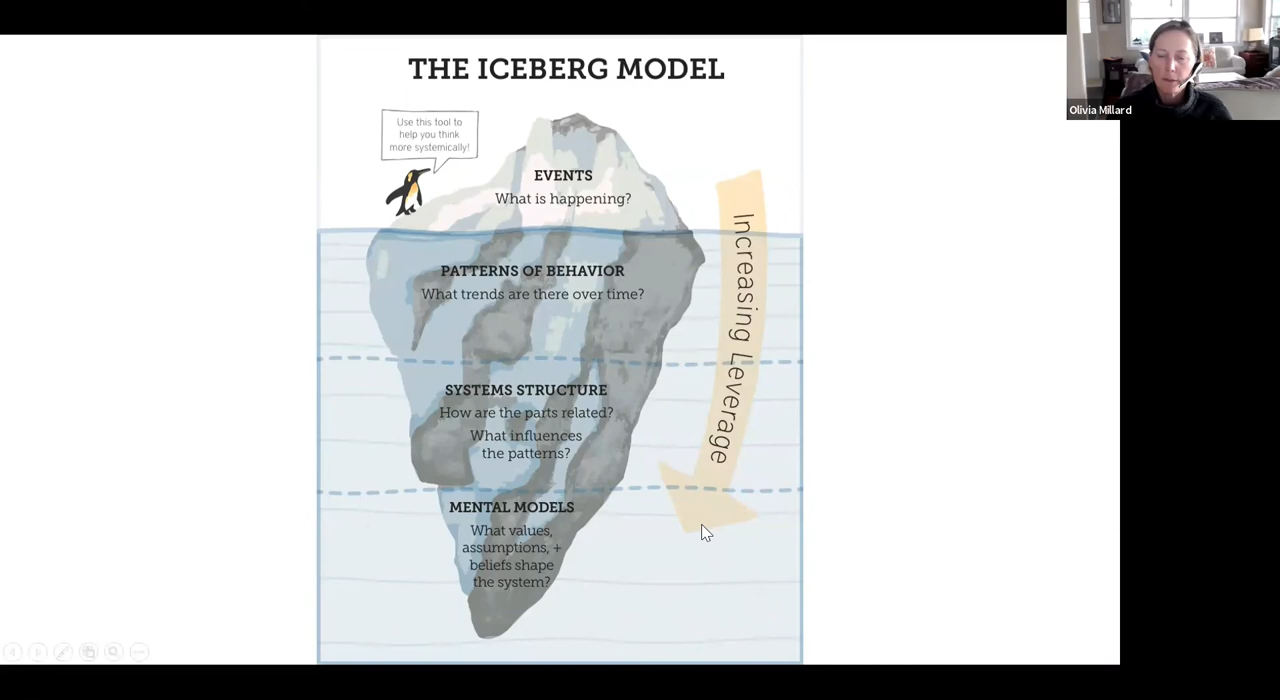 THE ICEBERG MODEL
Use this tool to
help you think
more systemically!
EVENTS
What is happening?
PATTERNS OF BEHAVIOR
What trends are there over time?
SYSTEMS STRUCTURE
How are the parts related?
What influences
the patterns?
MENTAL MODELS
What values,
assumptions, +
beliefs shape
the system?
Increasing Leverage
Olivia Millard